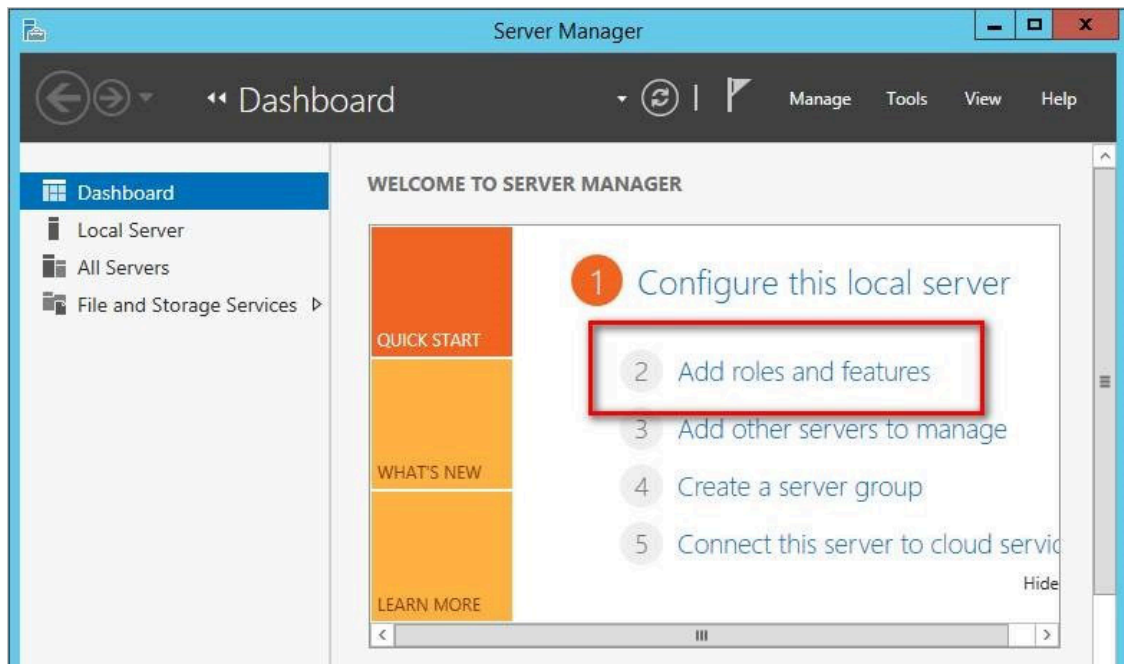 Server Manager
Dashboard
Manage Tools View Help
Dashboard
Local Server
All Servers
File and Storage Services
WELCOME TO SERVER MANAGER
QUICK START
WHAT'S NEW
LEARN MORE
1 Configure this local server
2 Add roles and features
3 Add other servers to manage
4 Create a server group
5 Connect this server to cloud servic
Hide